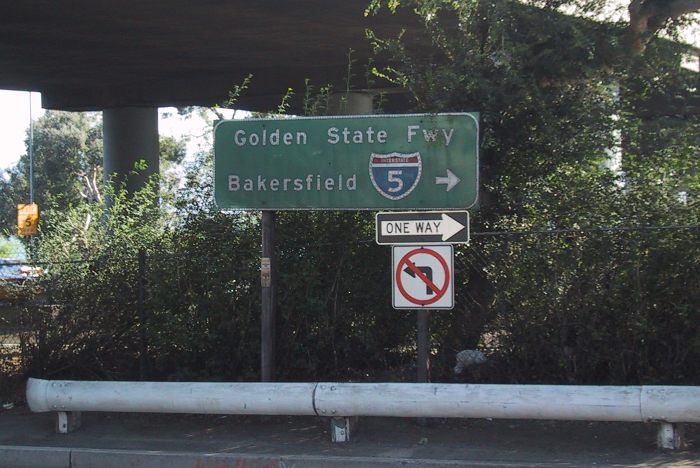 Golden State Fwy
INTERSTATE
Bakersfield 5
ONE WAY